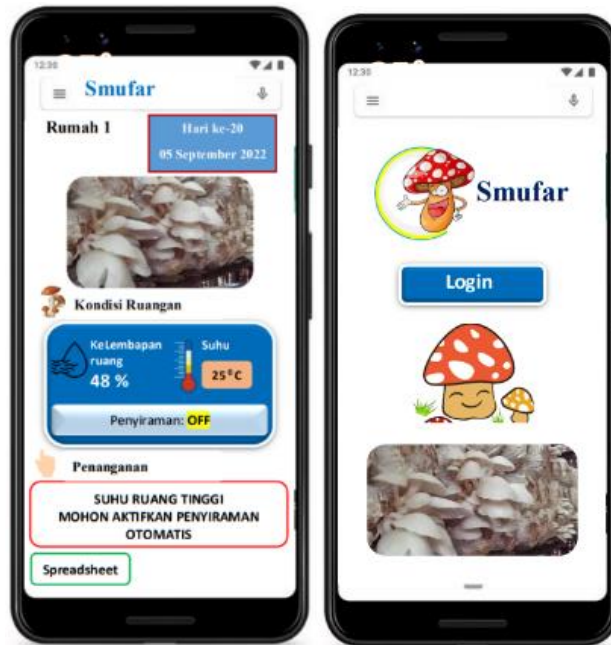 12:30
Smufar
Rumah 1
Hari ke-20
05 September 2022
Kondisi Ruangan
KeLembapan
ruang
48 %
Suhu
25⁰C
Penyiraman: OFF
Penanganan
SUHU RUANG TINGGI
MOHON AKTIFKAN PENYIRAMAN
OTOMATIS
Spreadsheet
12:30
Smufar
Login